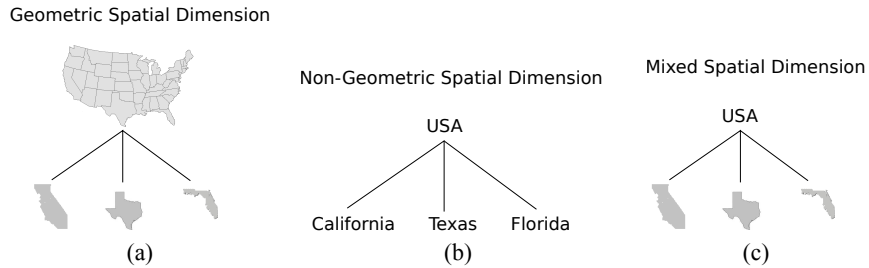 Geometric Spatial Dimension
Non-Geometric Spatial Dimension
Mixed Spatial Dimension
USA
USA
California Texas Florida
(a) (b) (c)